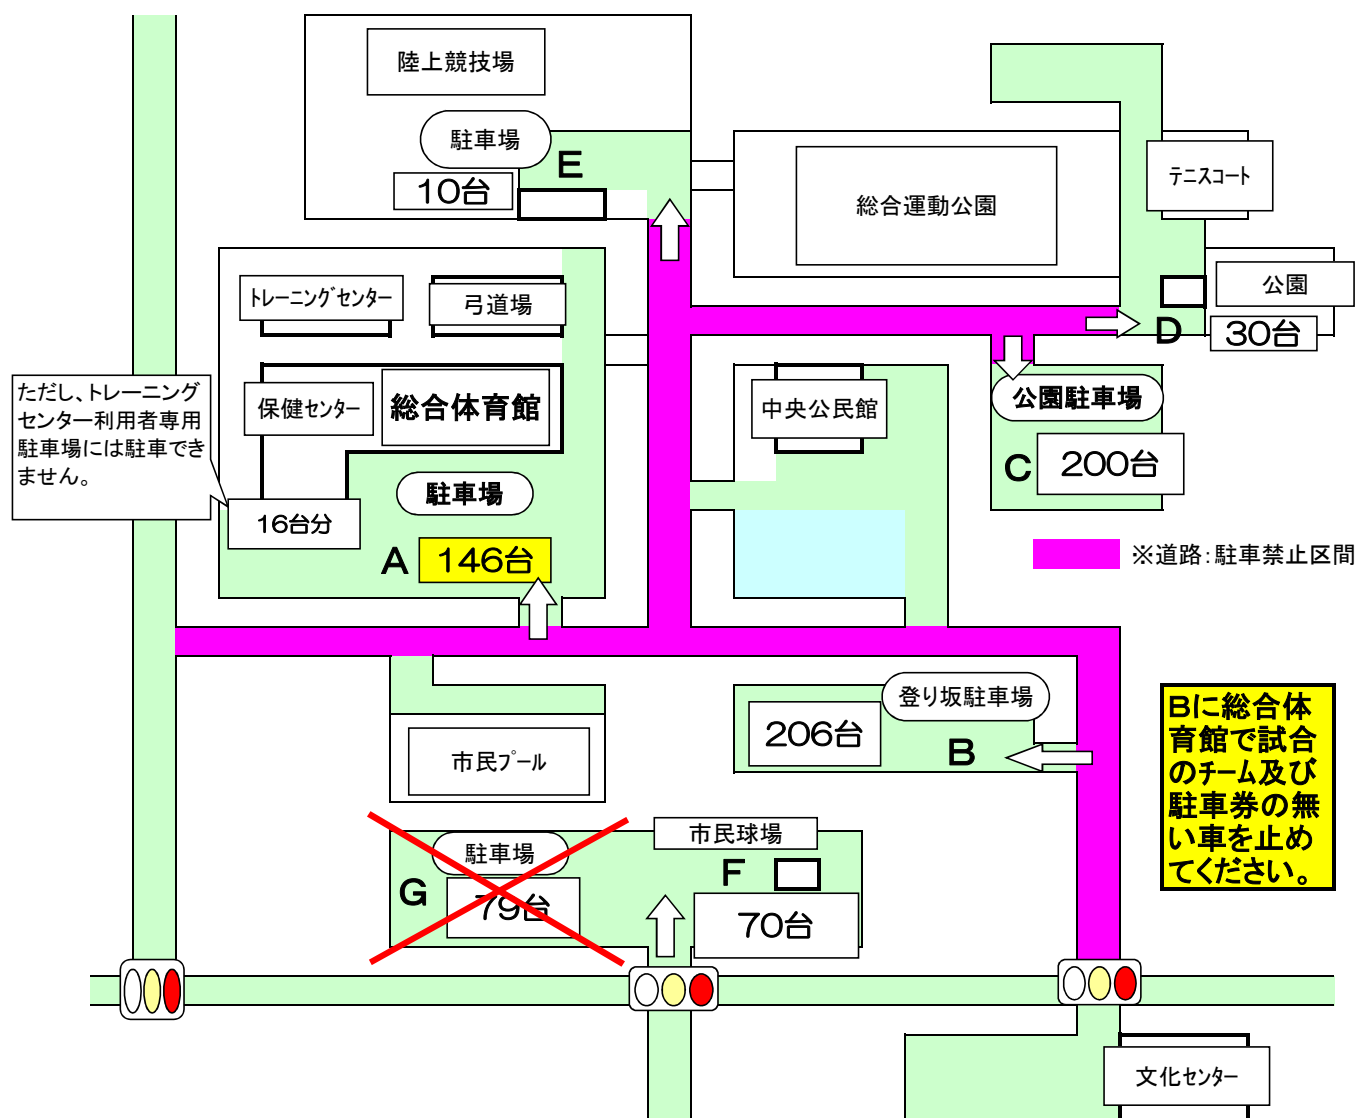 陸上競技場
駐車場
E
10台
総合運動公園
テニスコート
公園
D
30台
トレーニングセンター
弓道場
保健センター
総合体育館
ただし、トレーニング
センター利用者専用
駐車場には駐車でき
ません。
16台分
駐車場
A
146台
中央公民館
公園駐車場
C
200台
※道路：駐車禁止区間
登り坂駐車場
206台
B
Bに総合体
育館で試合
のチーム及び
駐車券の無
い車を止め
てください。
市民プール
駐車場
G
79台
市民球場
F
70台
文化センター